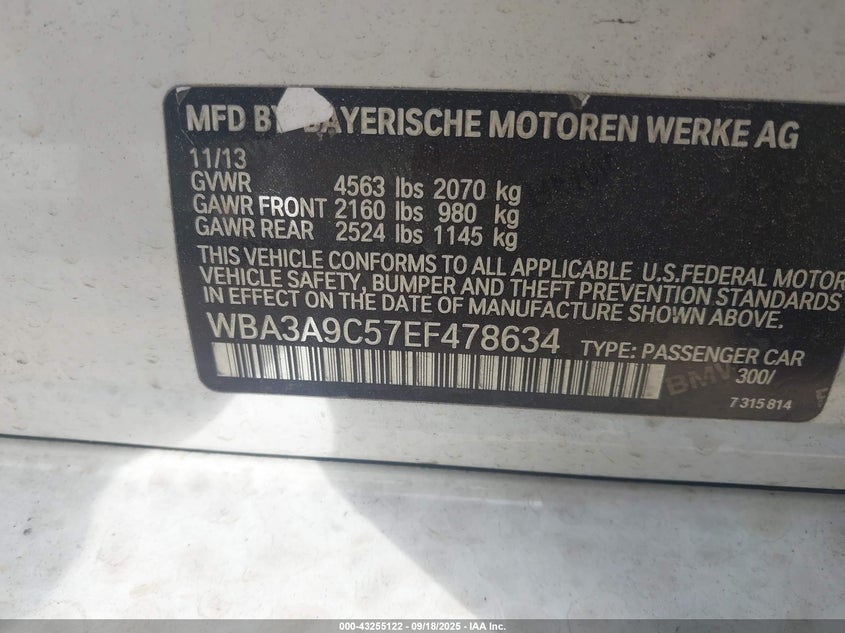 MFD BY BAYERISCHE MOTOREN WERKE AG
11/13
GVWR 4563 lbs 2070 kg
GAWR FRONT 2160 lbs 980 kg
GAWR REAR 2524 lbs 1145 kg
THIS VEHICLE CONFORMS TO ALL APPLICABLE U.S.FEDERAL MOTOR
VEHICLE SAFETY, BUMPER AND THEFT PREVENTION STANDARDS
IN EFFECT ON THE DATE OF MANUFACTURE SHOWN ABOVE.
WBA3A9C57EF478634 TYPE: PASSENGER CAR
300/
BMW
7315814
000-43255122 - 09/18/2025 - IAA Inc.